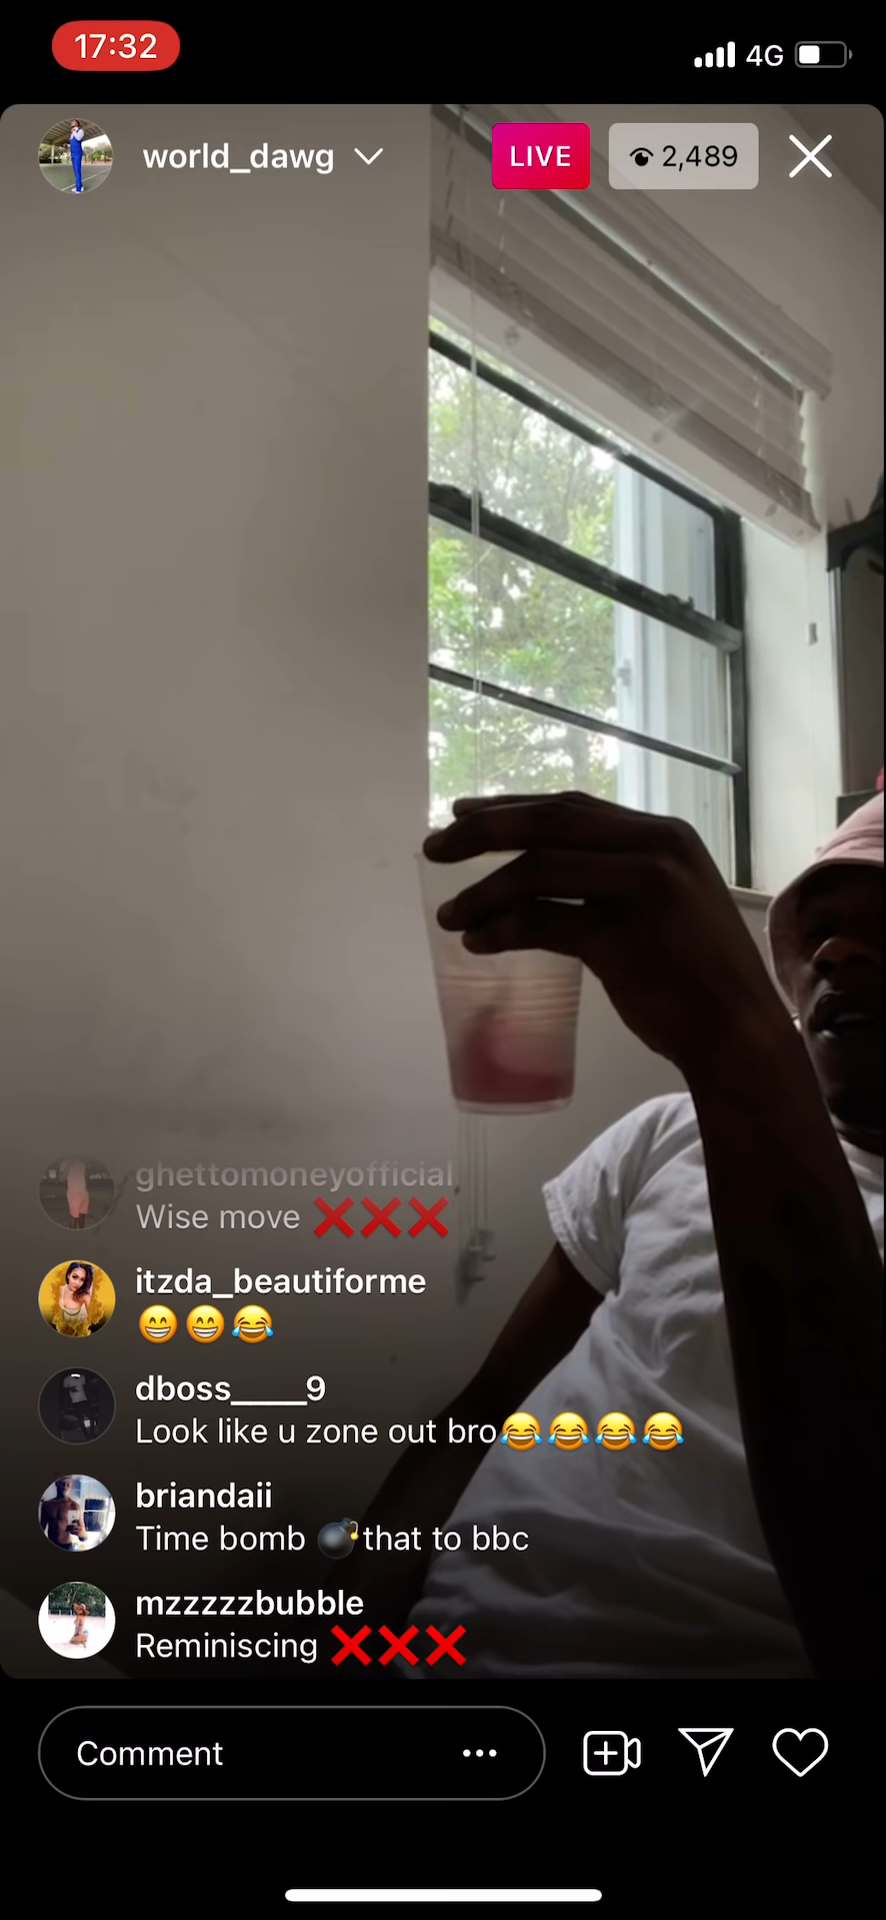 17:32
4G
world_dawg
LIVE
2,489
ghettomoneyofficial
Wise move ❌❌❌
itzda_beautiforme
😁😁😂
dboss_____9
Look like u zone out bro😂😂😂😂
briandaii
Time bomb 💣that to bbc
mzzzzzbubble
Reminiscing ❌❌❌
Comment